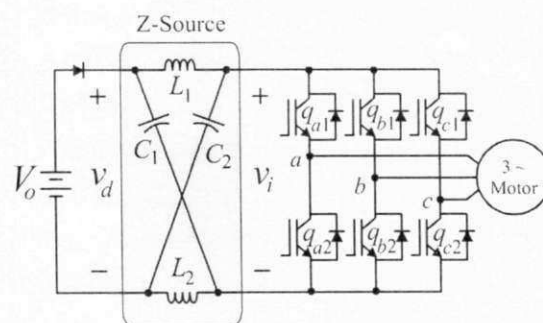 Z-Source
+
L₁
+
qa1
qb1
qc1
C₁
C₂
a
3 ~
Motor
Vo
vd
vi
b
c
qa2
qb2
qc2
−
L₂
−